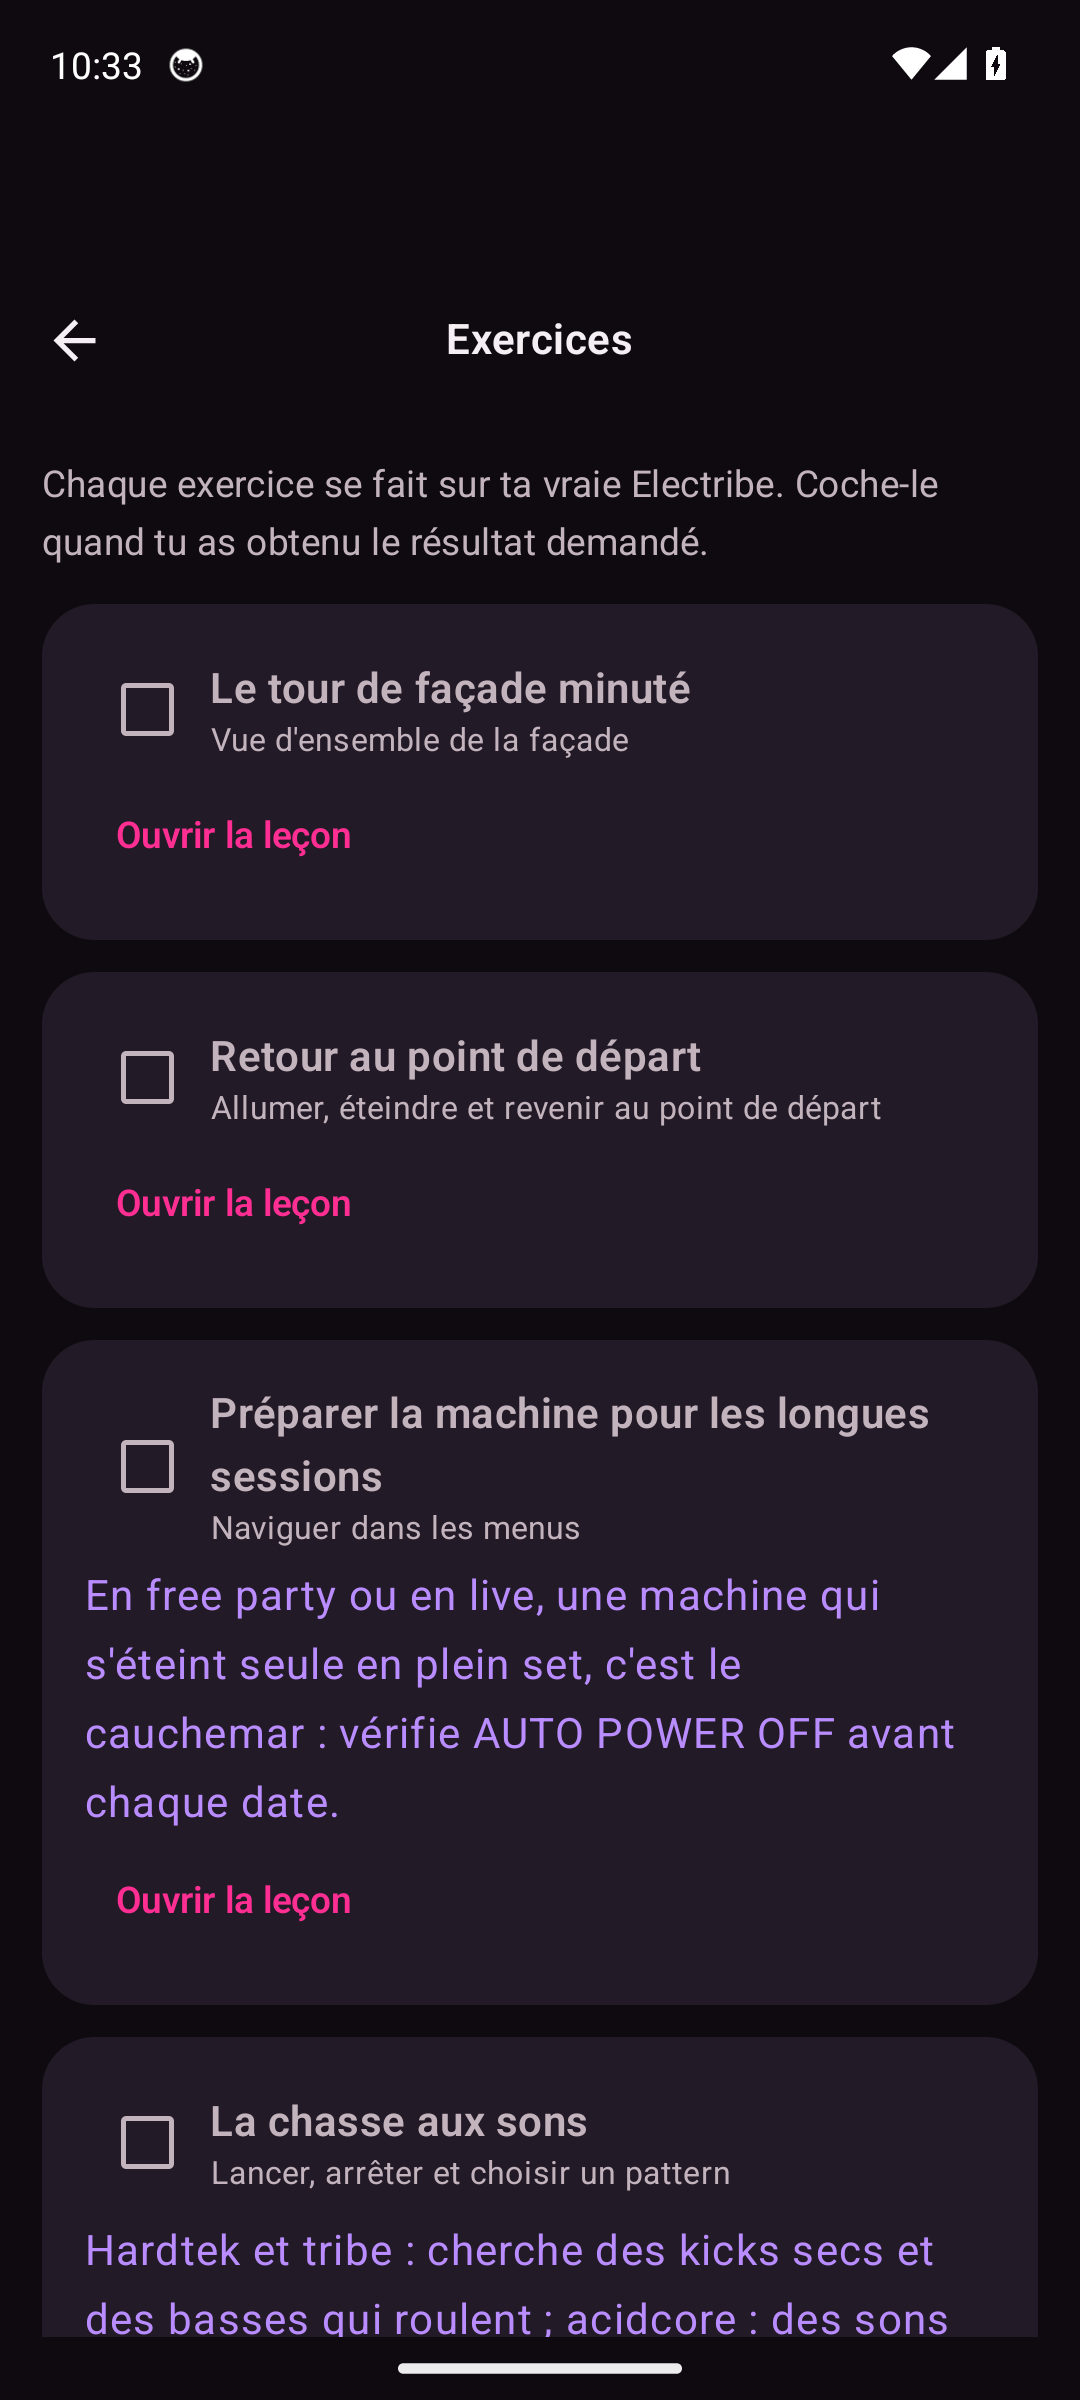 10:33
Exercices
Chaque exercice se fait sur ta vraie Electribe. Coche-le
quand tu as obtenu le résultat demandé.
Le tour de façade minuté
Vue d'ensemble de la façade
Ouvrir la leçon
Retour au point de départ
Allumer, éteindre et revenir au point de départ
Ouvrir la leçon
Préparer la machine pour les longues
sessions
Naviguer dans les menus
En free party ou en live, une machine qui
s'éteint seule en plein set, c'est le
cauchemar : vérifie AUTO POWER OFF avant
chaque date.
Ouvrir la leçon
La chasse aux sons
Lancer, arrêter et choisir un pattern
Hardtek et tribe : cherche des kicks secs et
des basses qui roulent ; acidcore : des sons